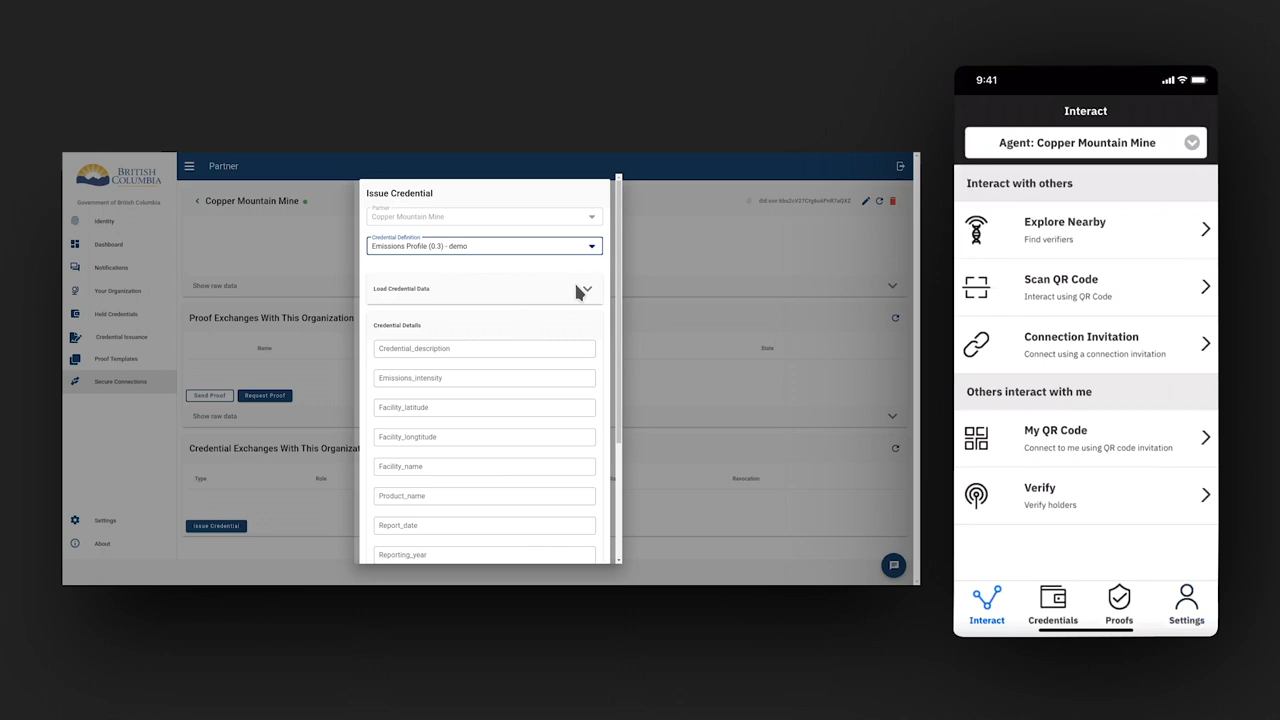 BRITISH
COLUMBIA
Government of British Columbia
Identity
Dashboard
Notifications
Your Organization
Held Credentials
Credential Issuance
Proof Templates
Secure Connections
Settings
About
Partner
Copper Mountain Mine
Show raw data
Proof Exchanges With This Organization
Name
State
Send Proof
Request Proof
Show raw data
Credential Exchanges With This Organizat
Type
Role
Revocation
Issue Credential
Issue Credential
Partner
Copper Mountain Mine
Credential Definition
Emissions Profile (0.3) - demo
Load Credential Data
Credential Details
Credential_description
Emissions_intensity
Facility_latitude
Facility_longtitude
Facility_name
Product_name
Report_date
Reporting_year
9:41
Interact
Agent: Copper Mountain Mine
Interact with others
Explore Nearby
Find verifiers
Scan QR Code
Interact using QR Code
Connection Invitation
Connect using a connection invitation
Others interact with me
My QR Code
Connect to me using QR code invitation
Verify
Verify holders
Interact
Credentials
Proofs
Settings